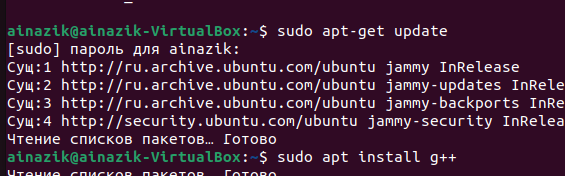 ainazik@ainazik-VirtualBox:~$ sudo apt-get update
[sudo] пароль для ainazik:
Сущ:1 http://ru.archive.ubuntu.com/ubuntu jammy InRelease
Сущ:2 http://ru.archive.ubuntu.com/ubuntu jammy-updates InRele
Сущ:3 http://ru.archive.ubuntu.com/ubuntu jammy-backports InRe
Сущ:4 http://security.ubuntu.com/ubuntu jammy-security InRelea
Чтение списков пакетов… Готово
ainazik@ainazik-VirtualBox:~$ sudo apt install g++
Чтение списков пакетов… Готово